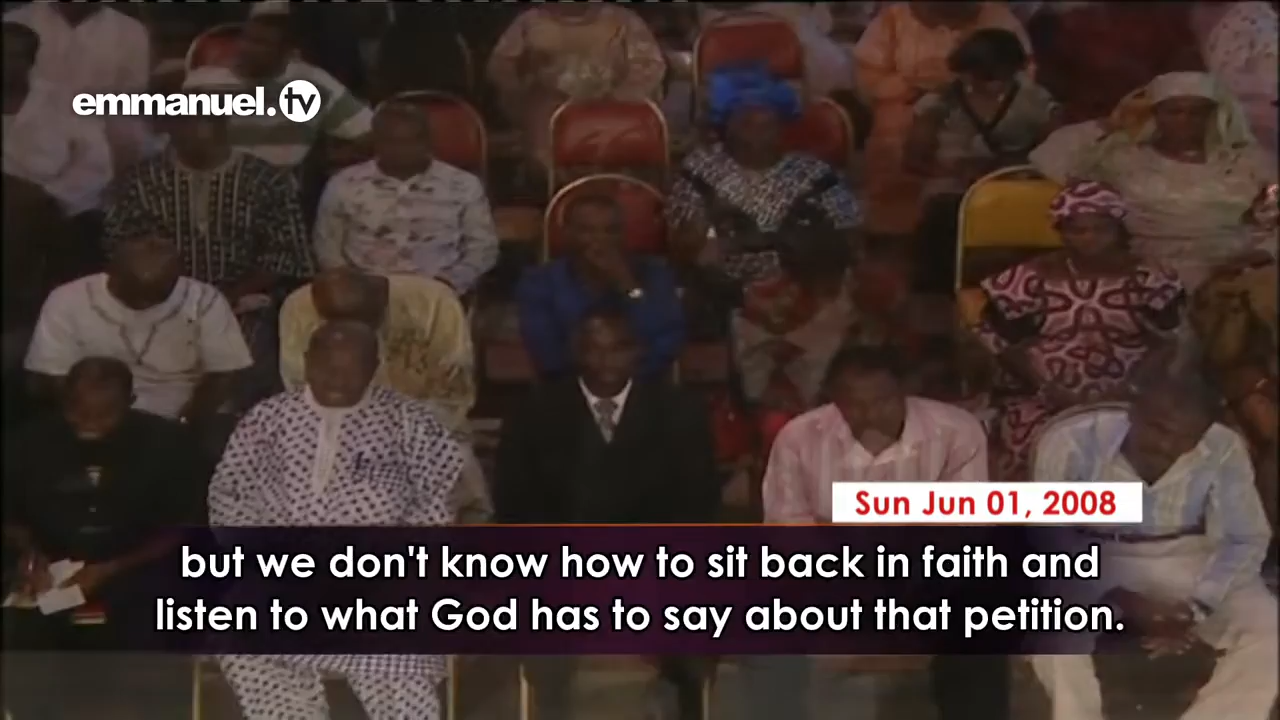 emmanuel.tv
Sun Jun 01, 2008
but we don't know how to sit back in faith and
listen to what God has to say about that petition.